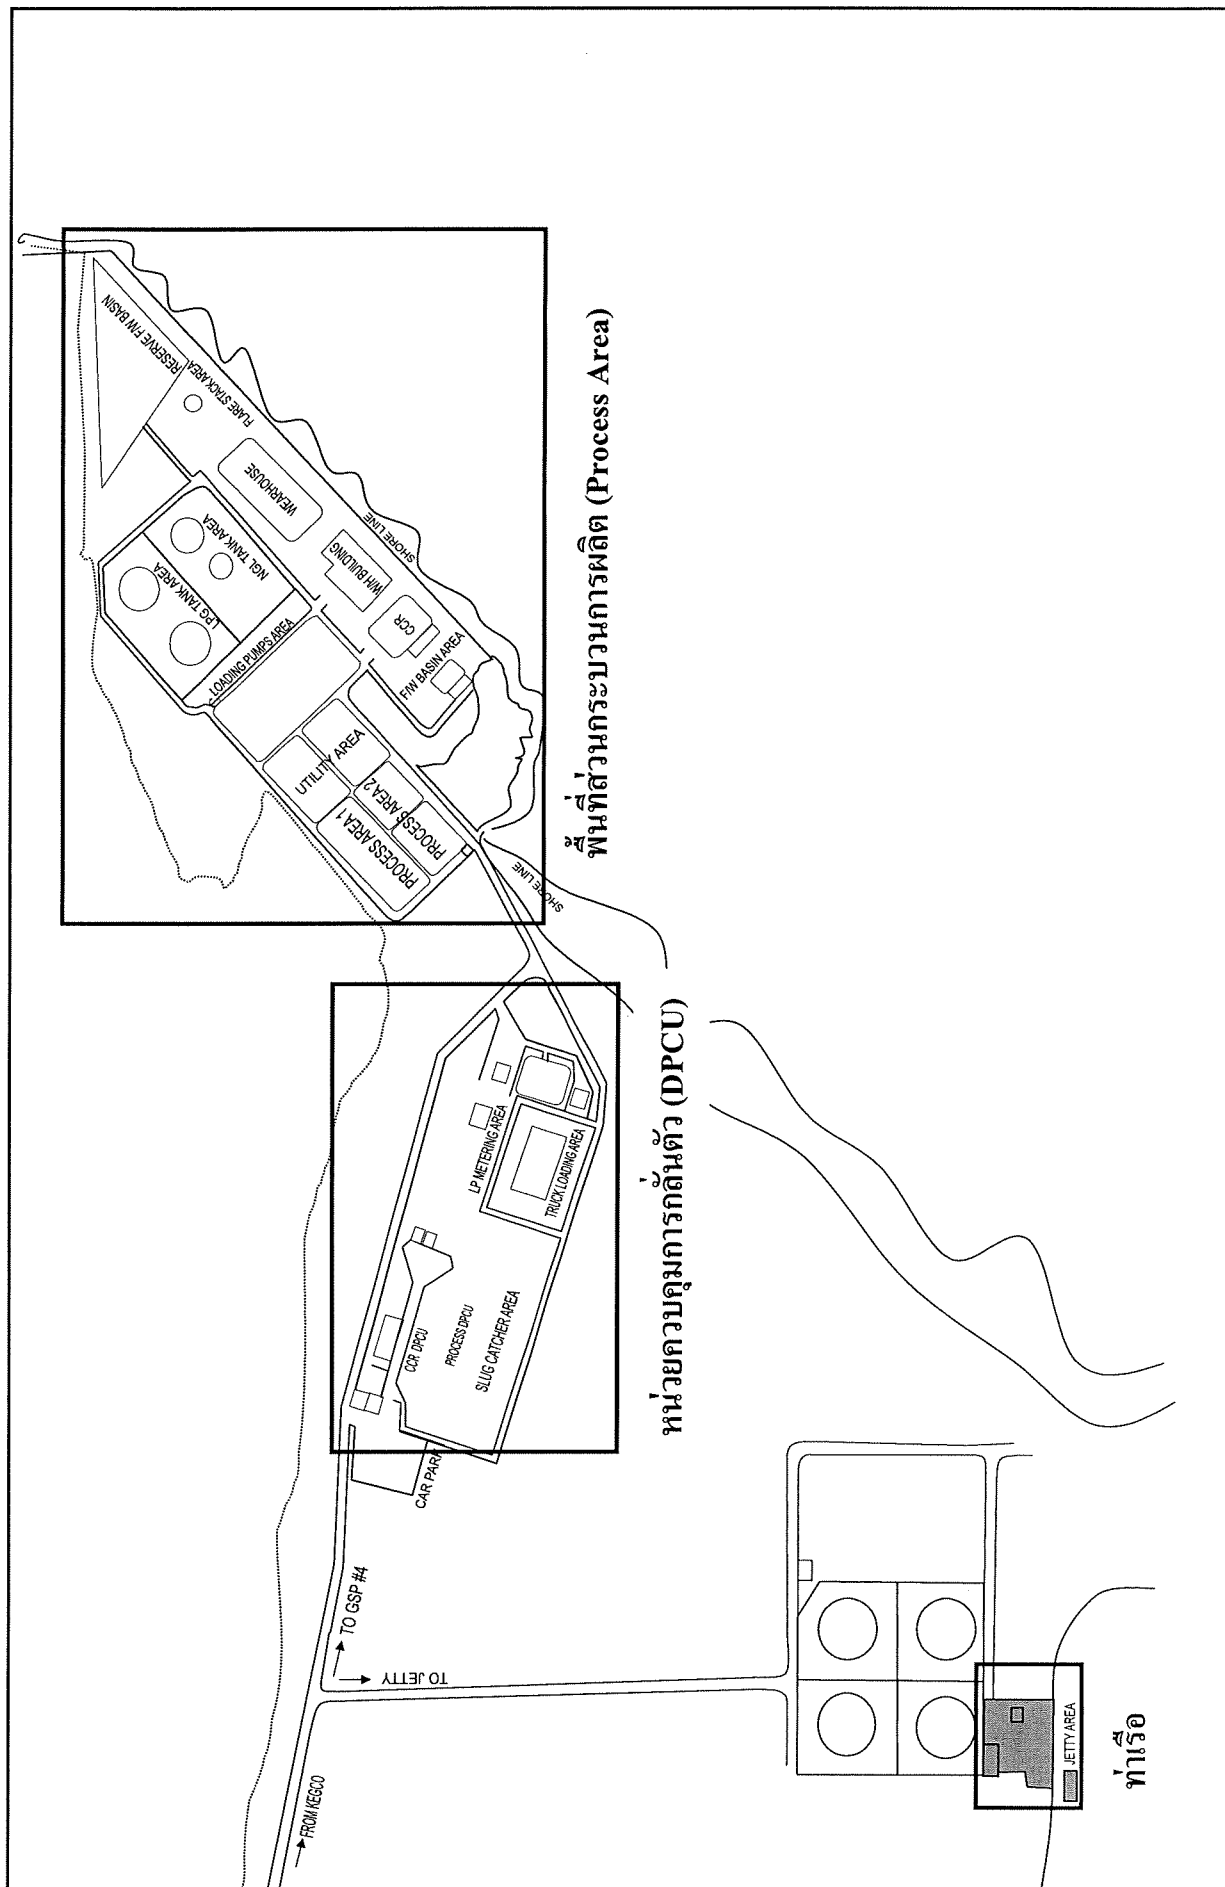 RESERVE F/W BASIN
FLARE STACK AREA
WEARHOUSE
NGL TANK AREA
LPG TANK AREA
SHORE LINE
W/H BUILDING
LOADING PUMPS AREA
CCR
F/W BASIN AREA
UTILITY AREA
PROCESS AREA 2
PROCESS AREA 1
พื้นที่ส่วนกระบวนการผลิต (Process Area)
SHORE LINE
LP METERING AREA
TRUCK LOADING AREA
CCR DPCU
PROCESS DPCU
SLUG CATCHER AREA
หน่วยควบคุมการกลั่นตัว (DPCU)
CAR PARK
TO GSP #4
TO JETTY
FROM KEGCO
JETTY AREA
ท่าเรือ